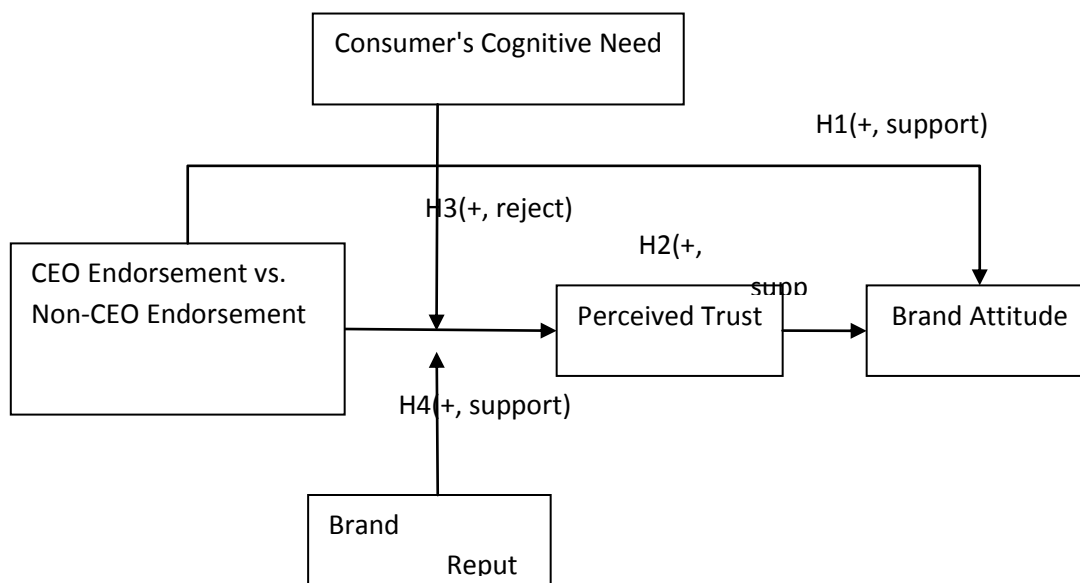 Consumer's Cognitive Need
H1(+, support)
H3(+, reject)
H2(+,
supp
CEO Endorsement vs.
Non-CEO Endorsement
Perceived Trust
Brand Attitude
H4(+, support)
Brand
Reput